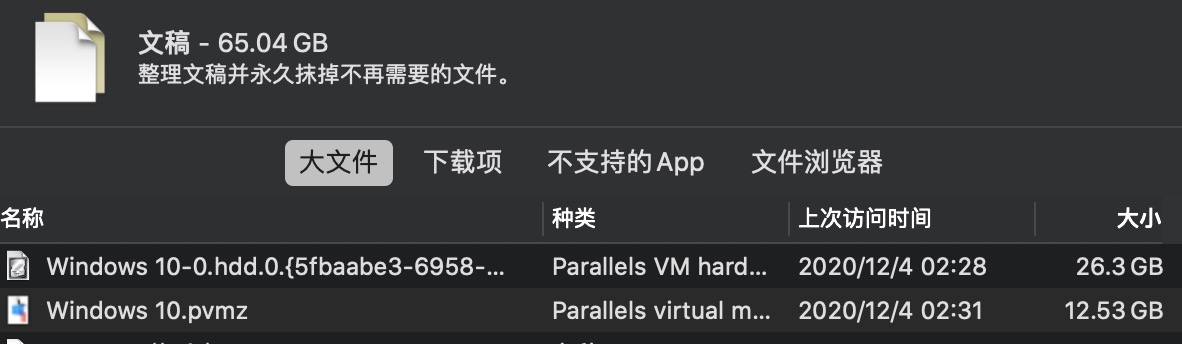 文稿 - 65.04 GB
整理文稿并永久抹掉不再需要的文件。
大文件 下载项 不支持的App 文件浏览器
名称 种类 上次访问时间 大小
Windows 10-0.hdd.0.{5fbaabe3-6958-... Parallels VM hard... 2020/12/4 02:28 26.3 GB
Windows 10.pvmz Parallels virtual m... 2020/12/4 02:31 12.53 GB